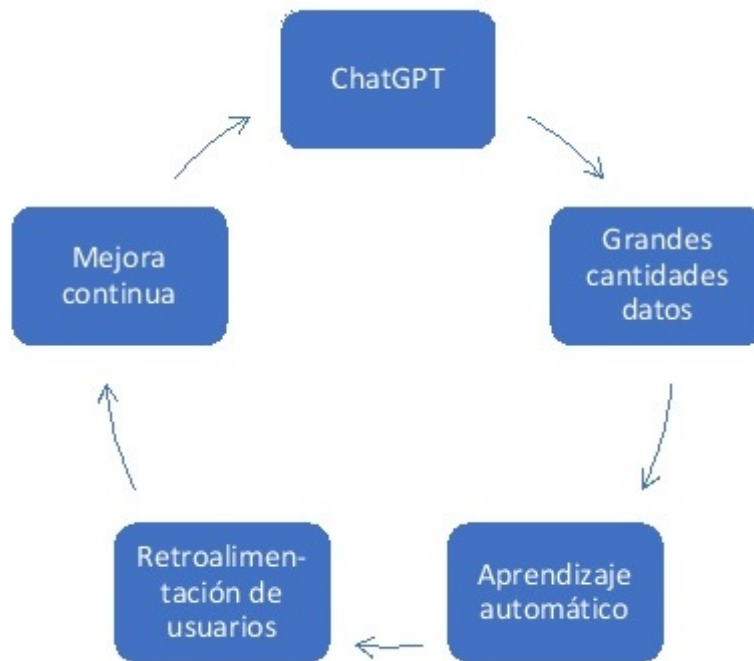 ChatGPT
Grandes
cantidades
datos
Aprendizaje
automático
Retroalimen-
tación de
usuarios
Mejora
continua